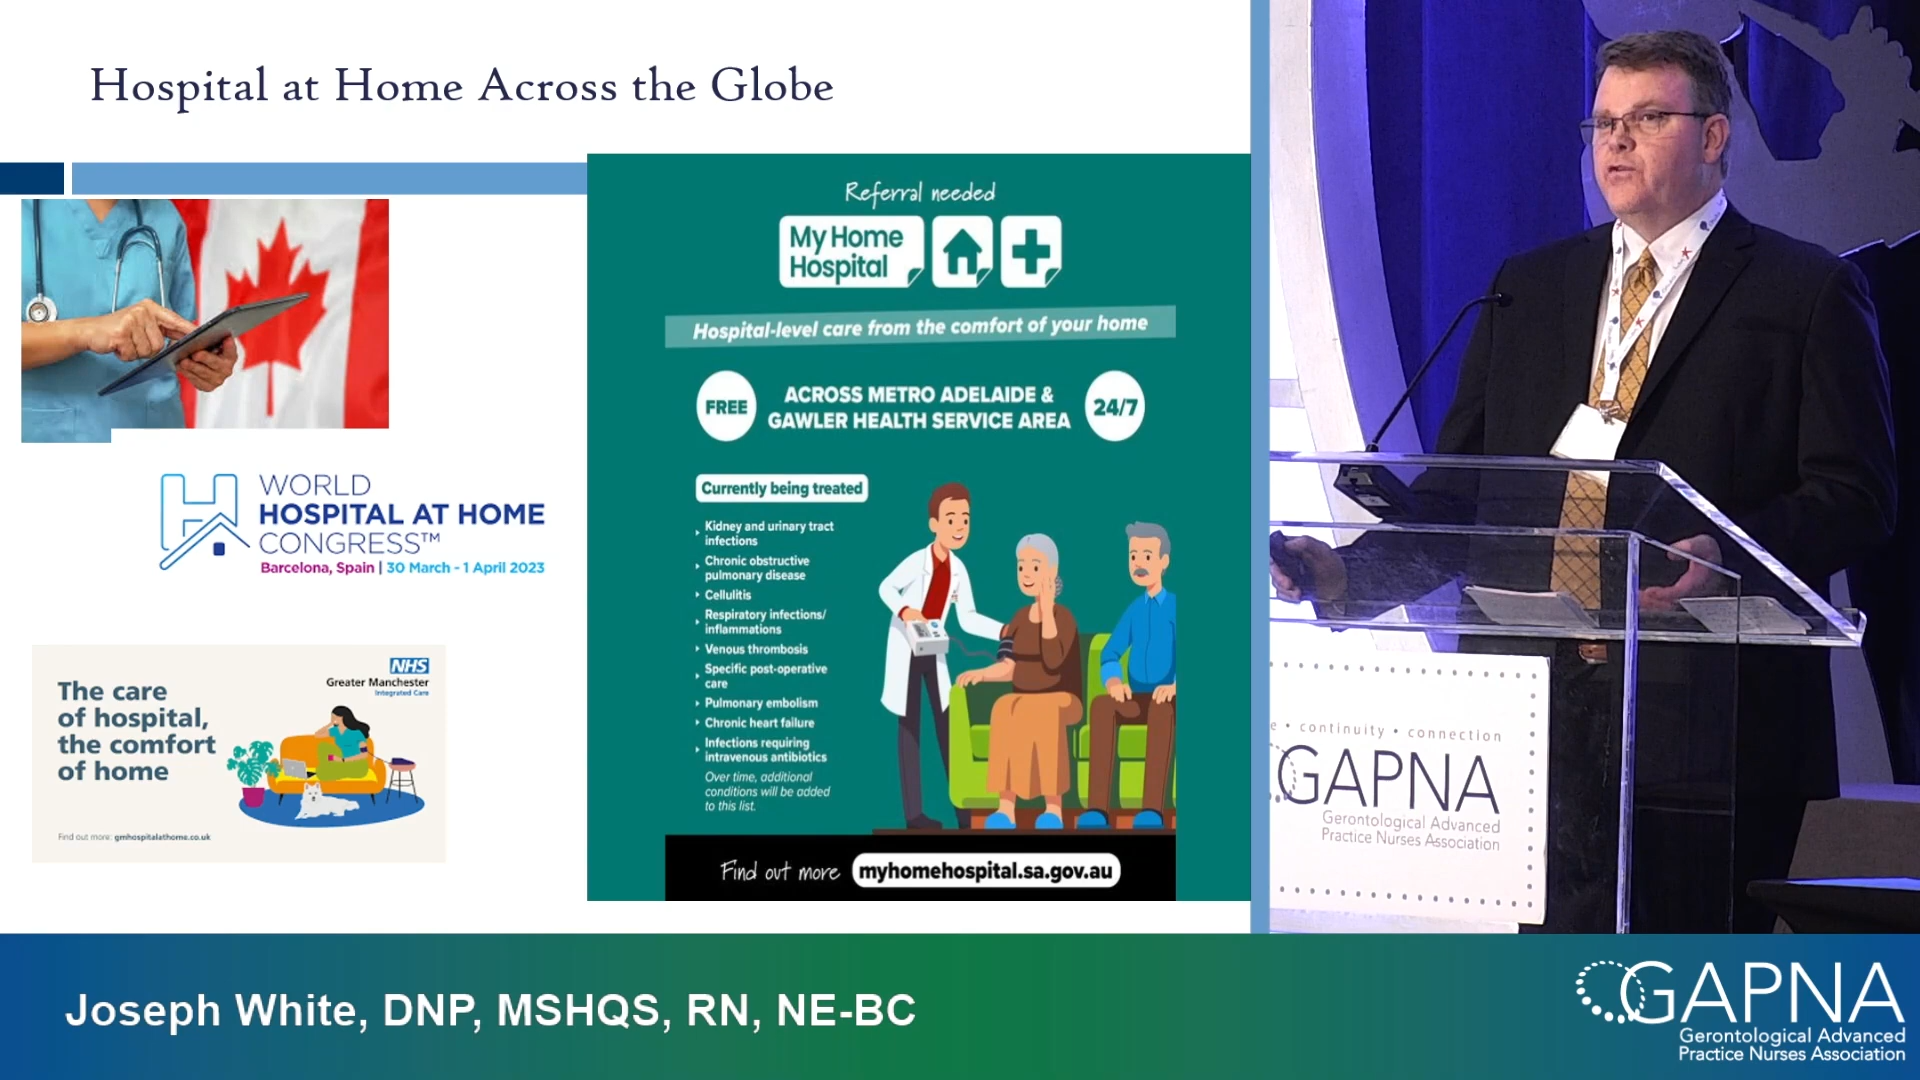 Hospital at Home Across the Globe
Referral needed
My Home
Hospital
Hospital-level care from the comfort of your home
FREE
ACROSS METRO ADELAIDE &
GAWLER HEALTH SERVICE AREA
24/7
Currently being treated
Kidney and urinary tract
infections
Chronic obstructive
pulmonary disease
Cellulitis
Respiratory infections/
inflammations
Venous thrombosis
Specific post-operative
care
Pulmonary embolism
Chronic heart failure
Infections requiring
intravenous antibiotics
Over time, additional
conditions will be added
to this list.
Find out more myhomehospital.sa.gov.au
WORLD
HOSPITAL AT HOME
CONGRESS™
Barcelona, Spain | 30 March - 1 April 2023
NHS
Greater Manchester
Integrated Care
The care
of hospital,
the comfort
of home
Find out more: gmhospitalathome.co.uk
• continuity • connection
GAPNA
Gerontological Advanced
Practice Nurses Association
Joseph White, DNP, MSHQS, RN, NE-BC
GAPNA
Gerontological Advanced
Practice Nurses Association